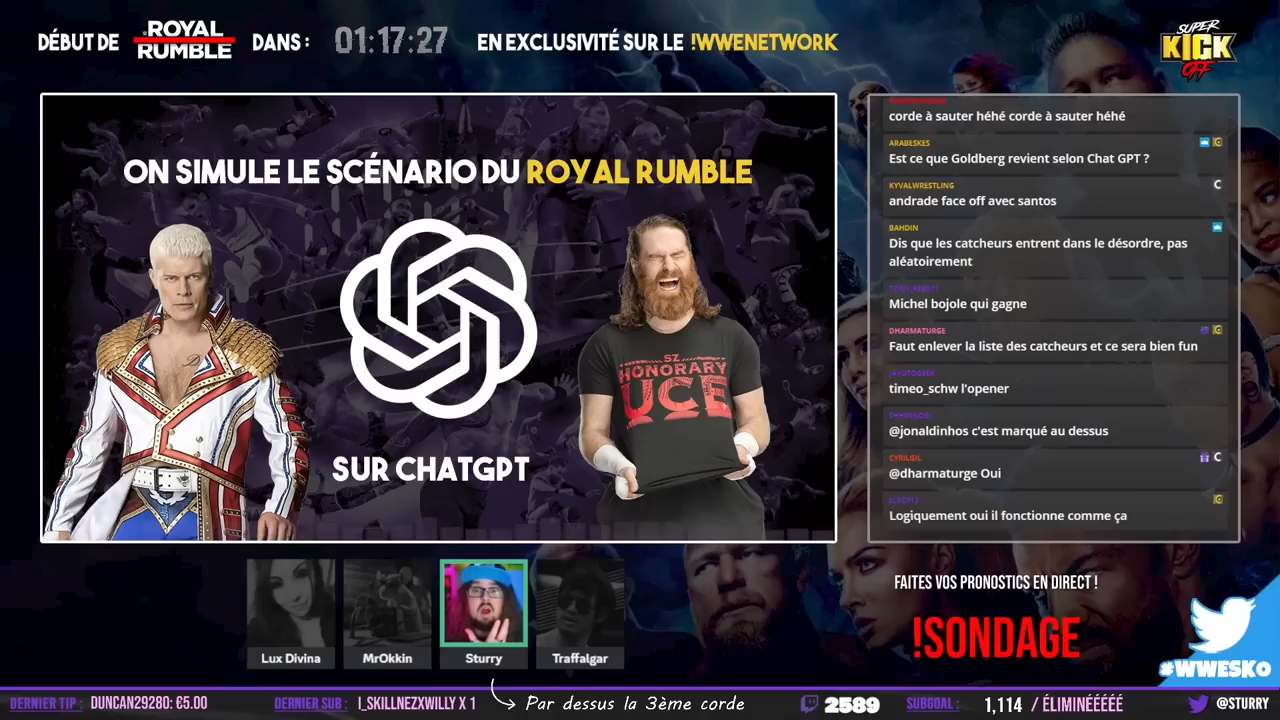 DÉBUT DE ROYAL RUMBLE DANS : 01:17:27 EN EXCLUSIVITÉ SUR LE !WWENETWORK
SUPER KICK OFF
ON SIMULE LE SCÉNARIO DU ROYAL RUMBLE
SZ
HONORARY
UCE
SUR CHATGPT
corde à sauter héhé corde à sauter héhé
ARABESKES
Est ce que Goldberg revient selon Chat GPT ?
KYVALWRESTLING
andrade face off avec santos
BAHDIN
Dis que les catcheurs entrent dans le désordre, pas
aléatoirement
Michel bojole qui gagne
DHARMATURGE
Faut enlever la liste des catcheurs et ce sera bien fun
timeo_schw l'opener
@jonaldinhos c'est marqué au dessus
CYRILGIL
@dharmaturge Oui
Logiquement oui il fonctionne comme ça
Lux Divina
MrOkkin
Sturry
Traffalgar
FAITES VOS PRONOSTICS EN DIRECT !
!SONDAGE
#WWESKO
DERNIER TIP : DUNCAN29280: €5.00
DERNIER SUB : I_SKILLNEZXWILLY X 1
Par dessus la 3ème corde
2589
SUBGOAL : 1,114 / ÉLIMINÉÉÉÉÉ
@STURRY